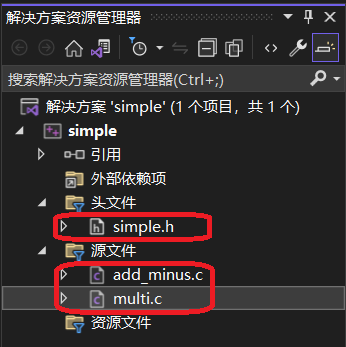 解决方案资源管理器
搜索解决方案资源管理器(Ctrl+;)
解决方案 'simple' (1 个项目，共 1 个)
simple
引用
外部依赖项
头文件
simple.h
源文件
add_minus.c
multi.c
资源文件